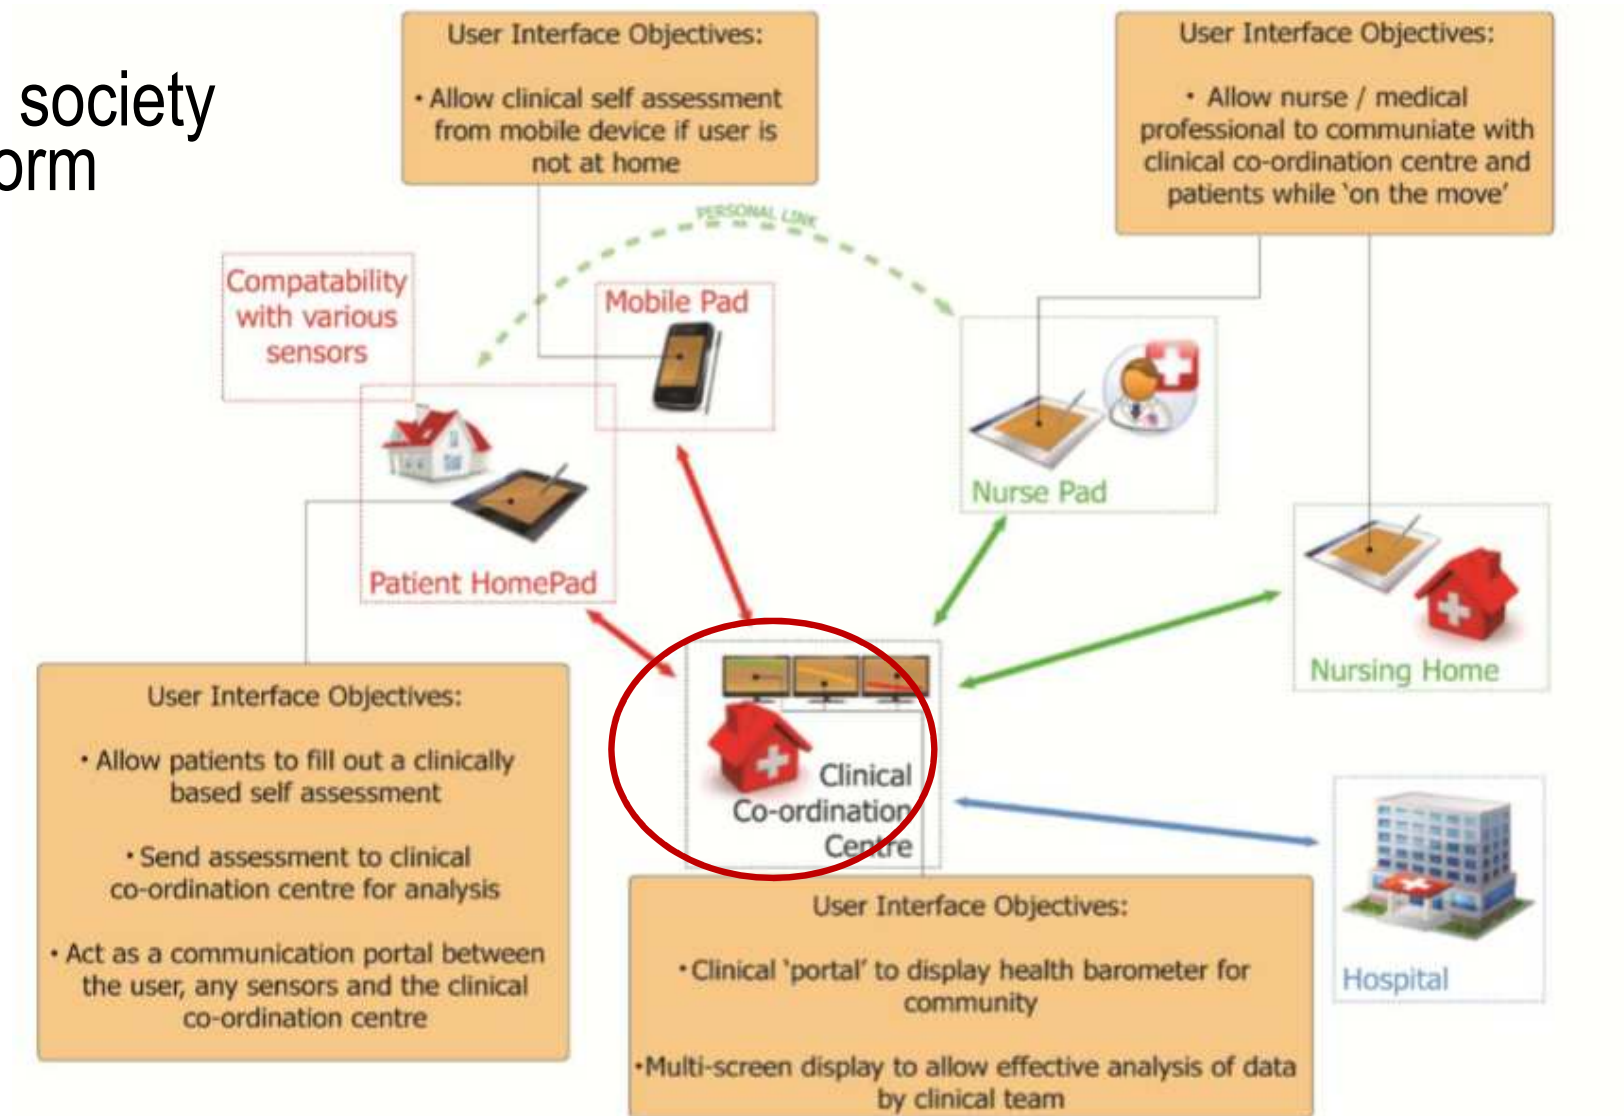 society
orm
User Interface Objectives:
• Allow clinical self assessment
from mobile device if user is
not at home
User Interface Objectives:
• Allow nurse / medical
professional to communiate with
clinical co-ordination centre and
patients while 'on the move'
PERSONAL LINK
Compatability
with various
sensors
Mobile Pad
Patient HomePad
Nurse Pad
Nursing Home
User Interface Objectives:
• Allow patients to fill out a clinically
based self assessment
• Send assessment to clinical
co-ordination centre for analysis
• Act as a communication portal between
the user, any sensors and the clinical
co-ordination centre
Clinical
Co-ordination
Centre
Hospital
User Interface Objectives:
• Clinical 'portal' to display health barometer for
community
• Multi-screen display to allow effective analysis of data
by clinical team